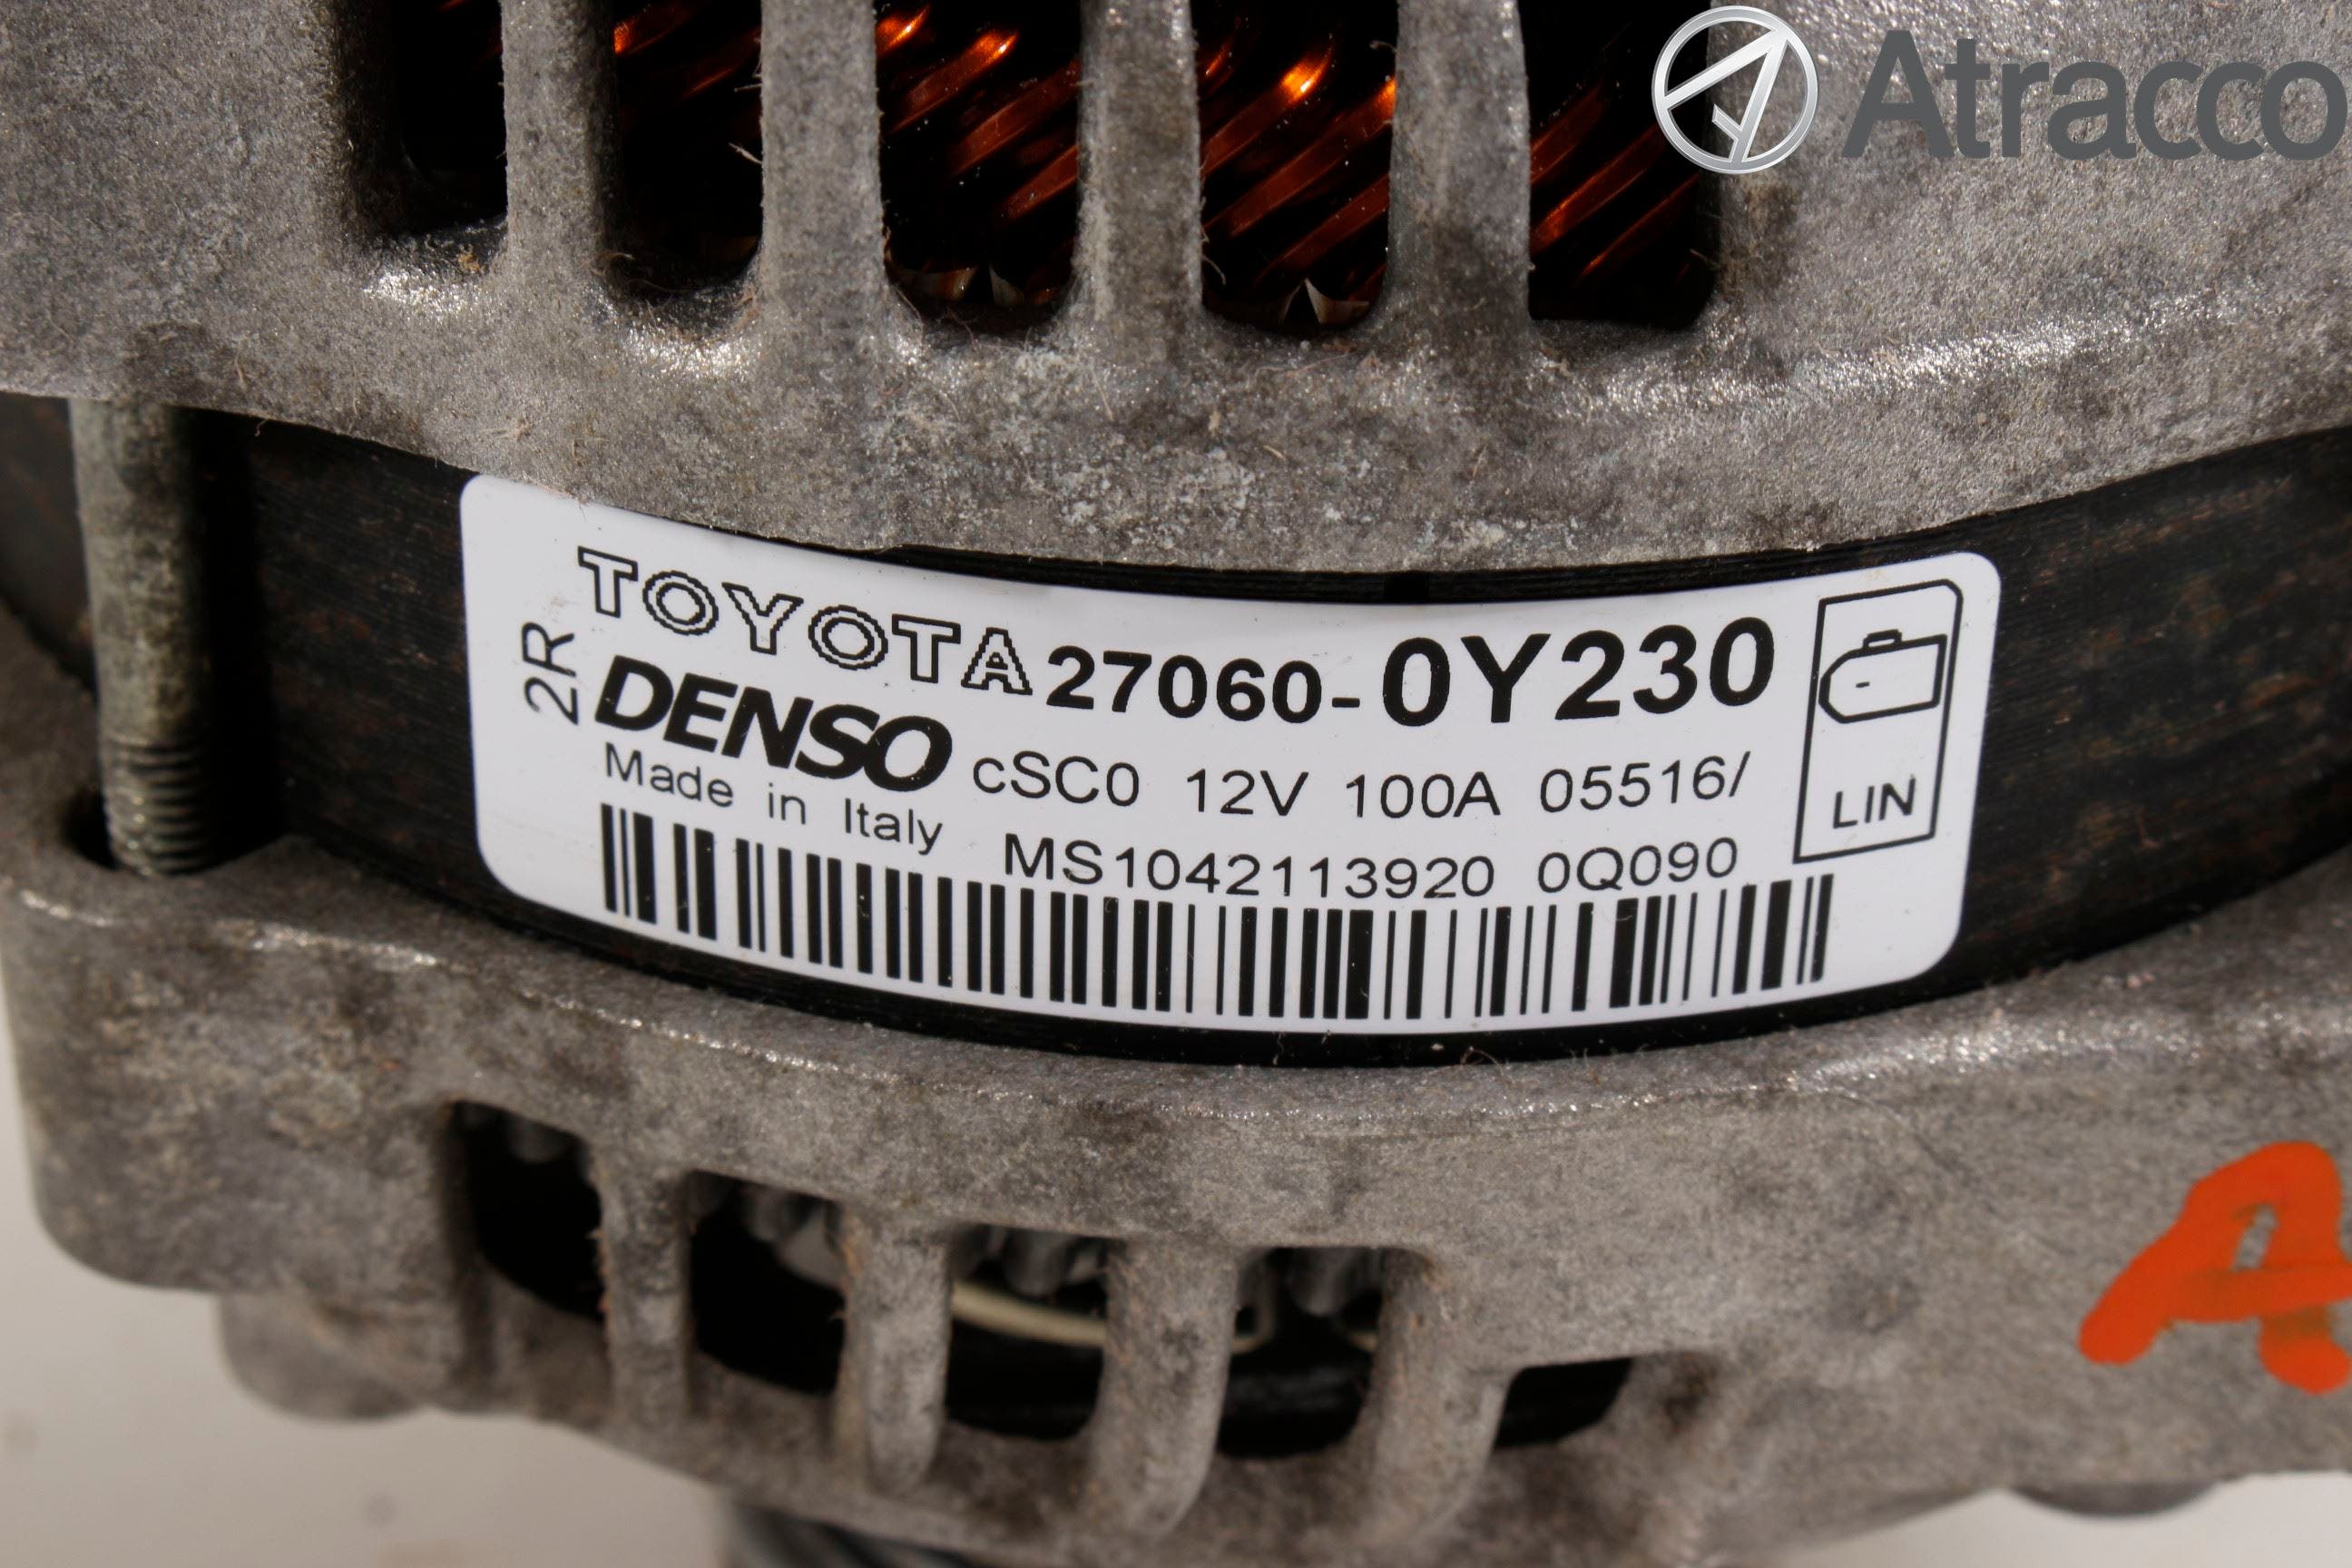 Atracco
TOYOTA 27060-0Y230
2R
DENSO cSC0 12V 100A 05516/
Made in Italy MS1042113920 0Q090
LIN
A